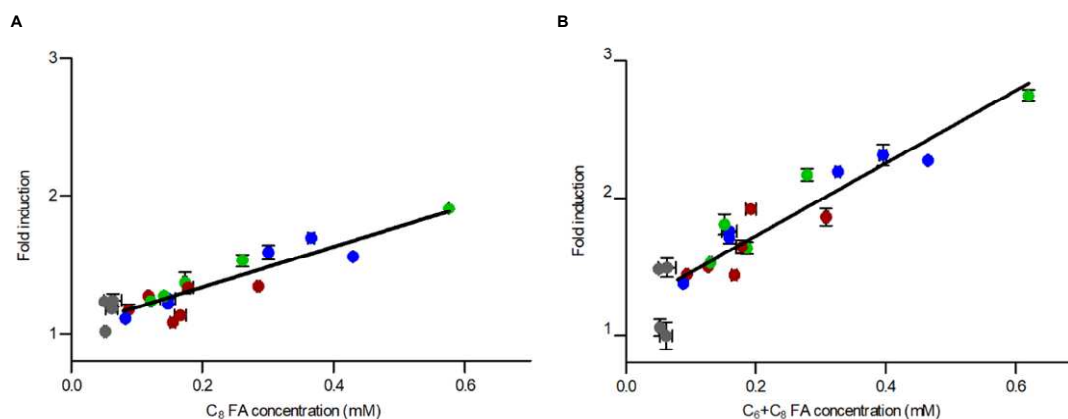 A
B
3
2
1
Fold induction
0.0
0.2
0.4
0.6
C₈ FA concentration (mM)
3
2
1
Fold induction
0.0
0.2
0.4
0.6
C₆+C₈ FA concentration (mM)